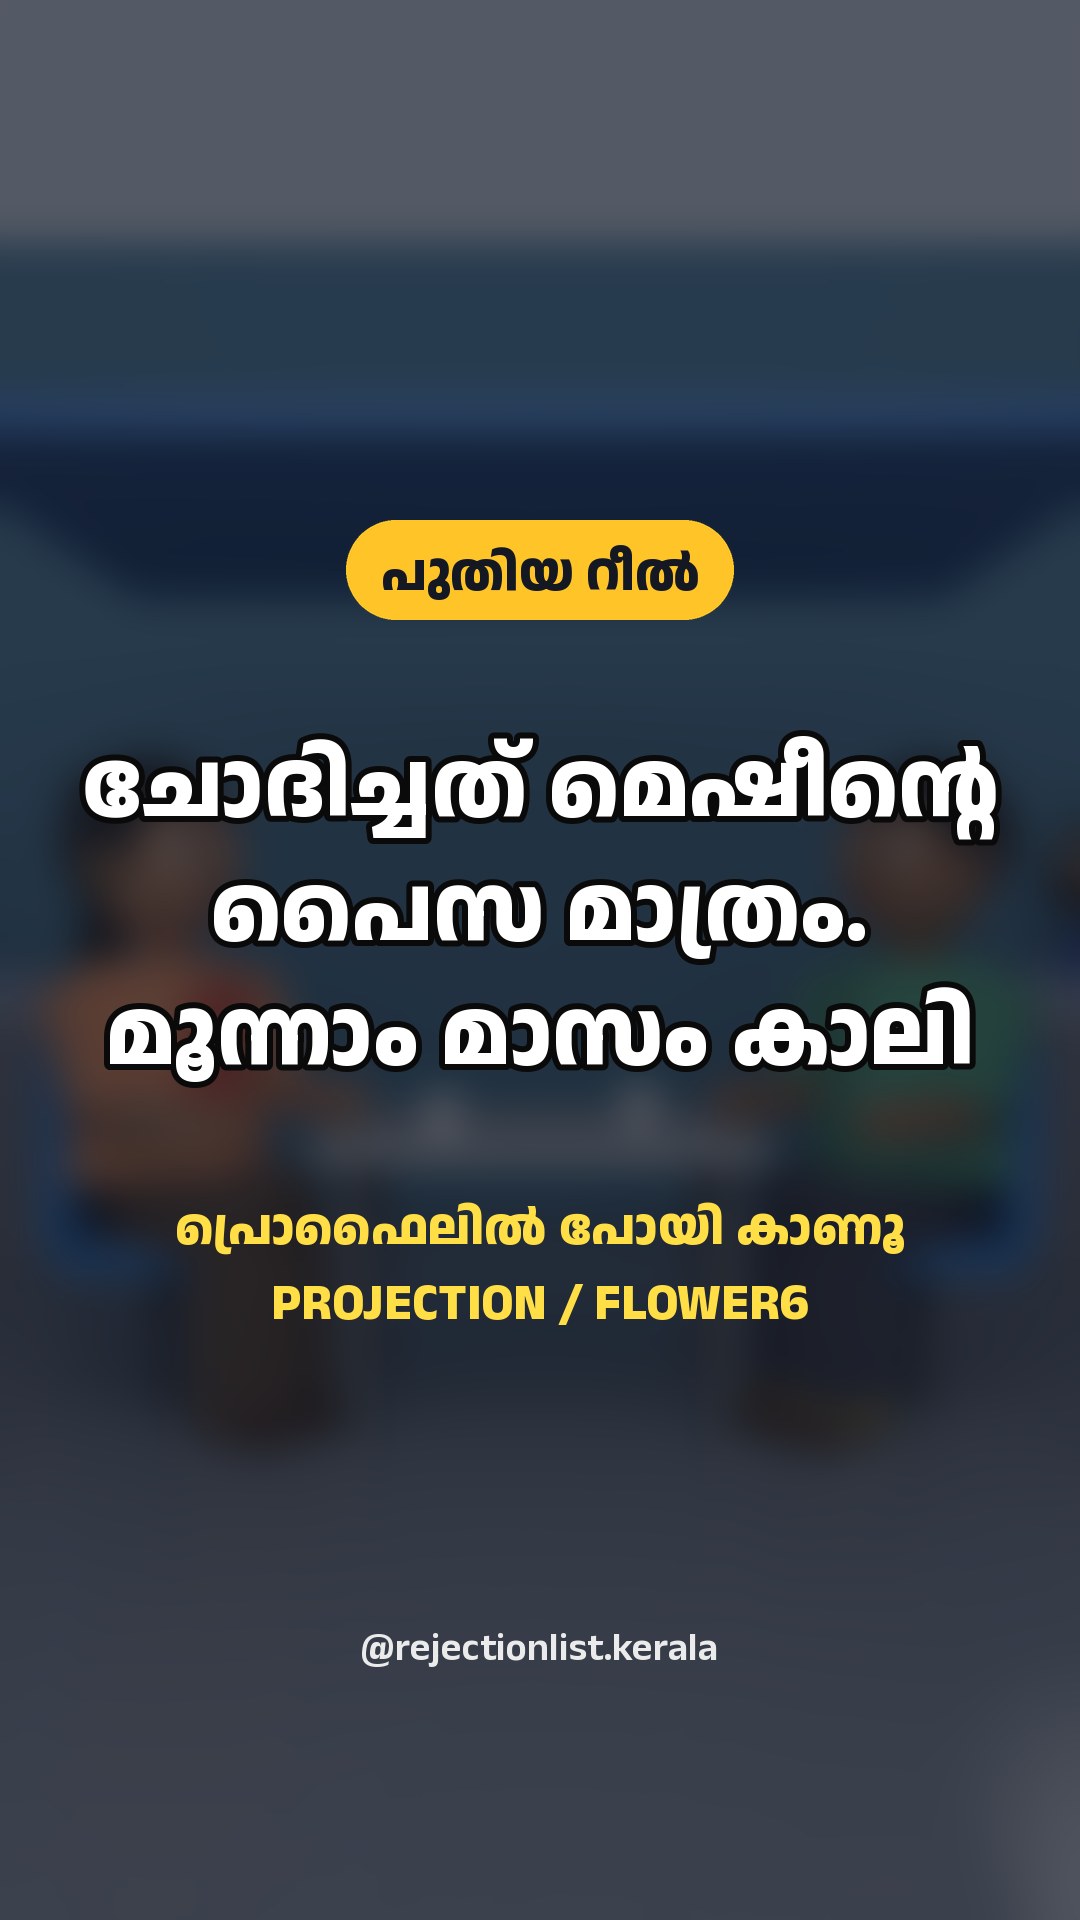 പുതിയ റീൽ
ചോദിച്ചത് മെഷീന്റെ
പൈസ മാത്രം.
മൂന്നാം മാസം കാലി
പ്രൊഫൈലിൽ പോയി കാണൂ
PROJECTION / FLOWER6
@rejectionlist.kerala